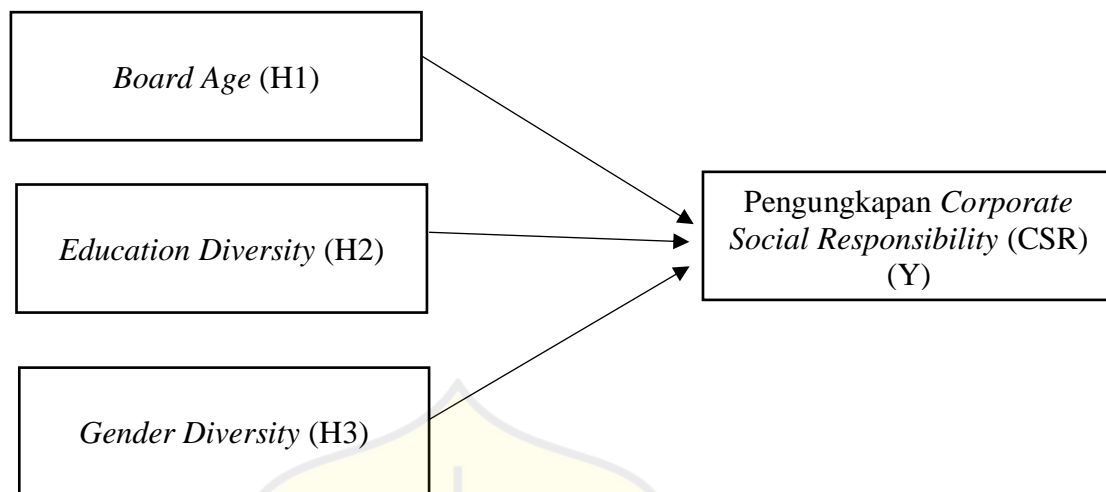 Board Age (H1)
Education Diversity (H2)
Gender Diversity (H3)
Pengungkapan Corporate
Social Responsibility (CSR)
(Y)